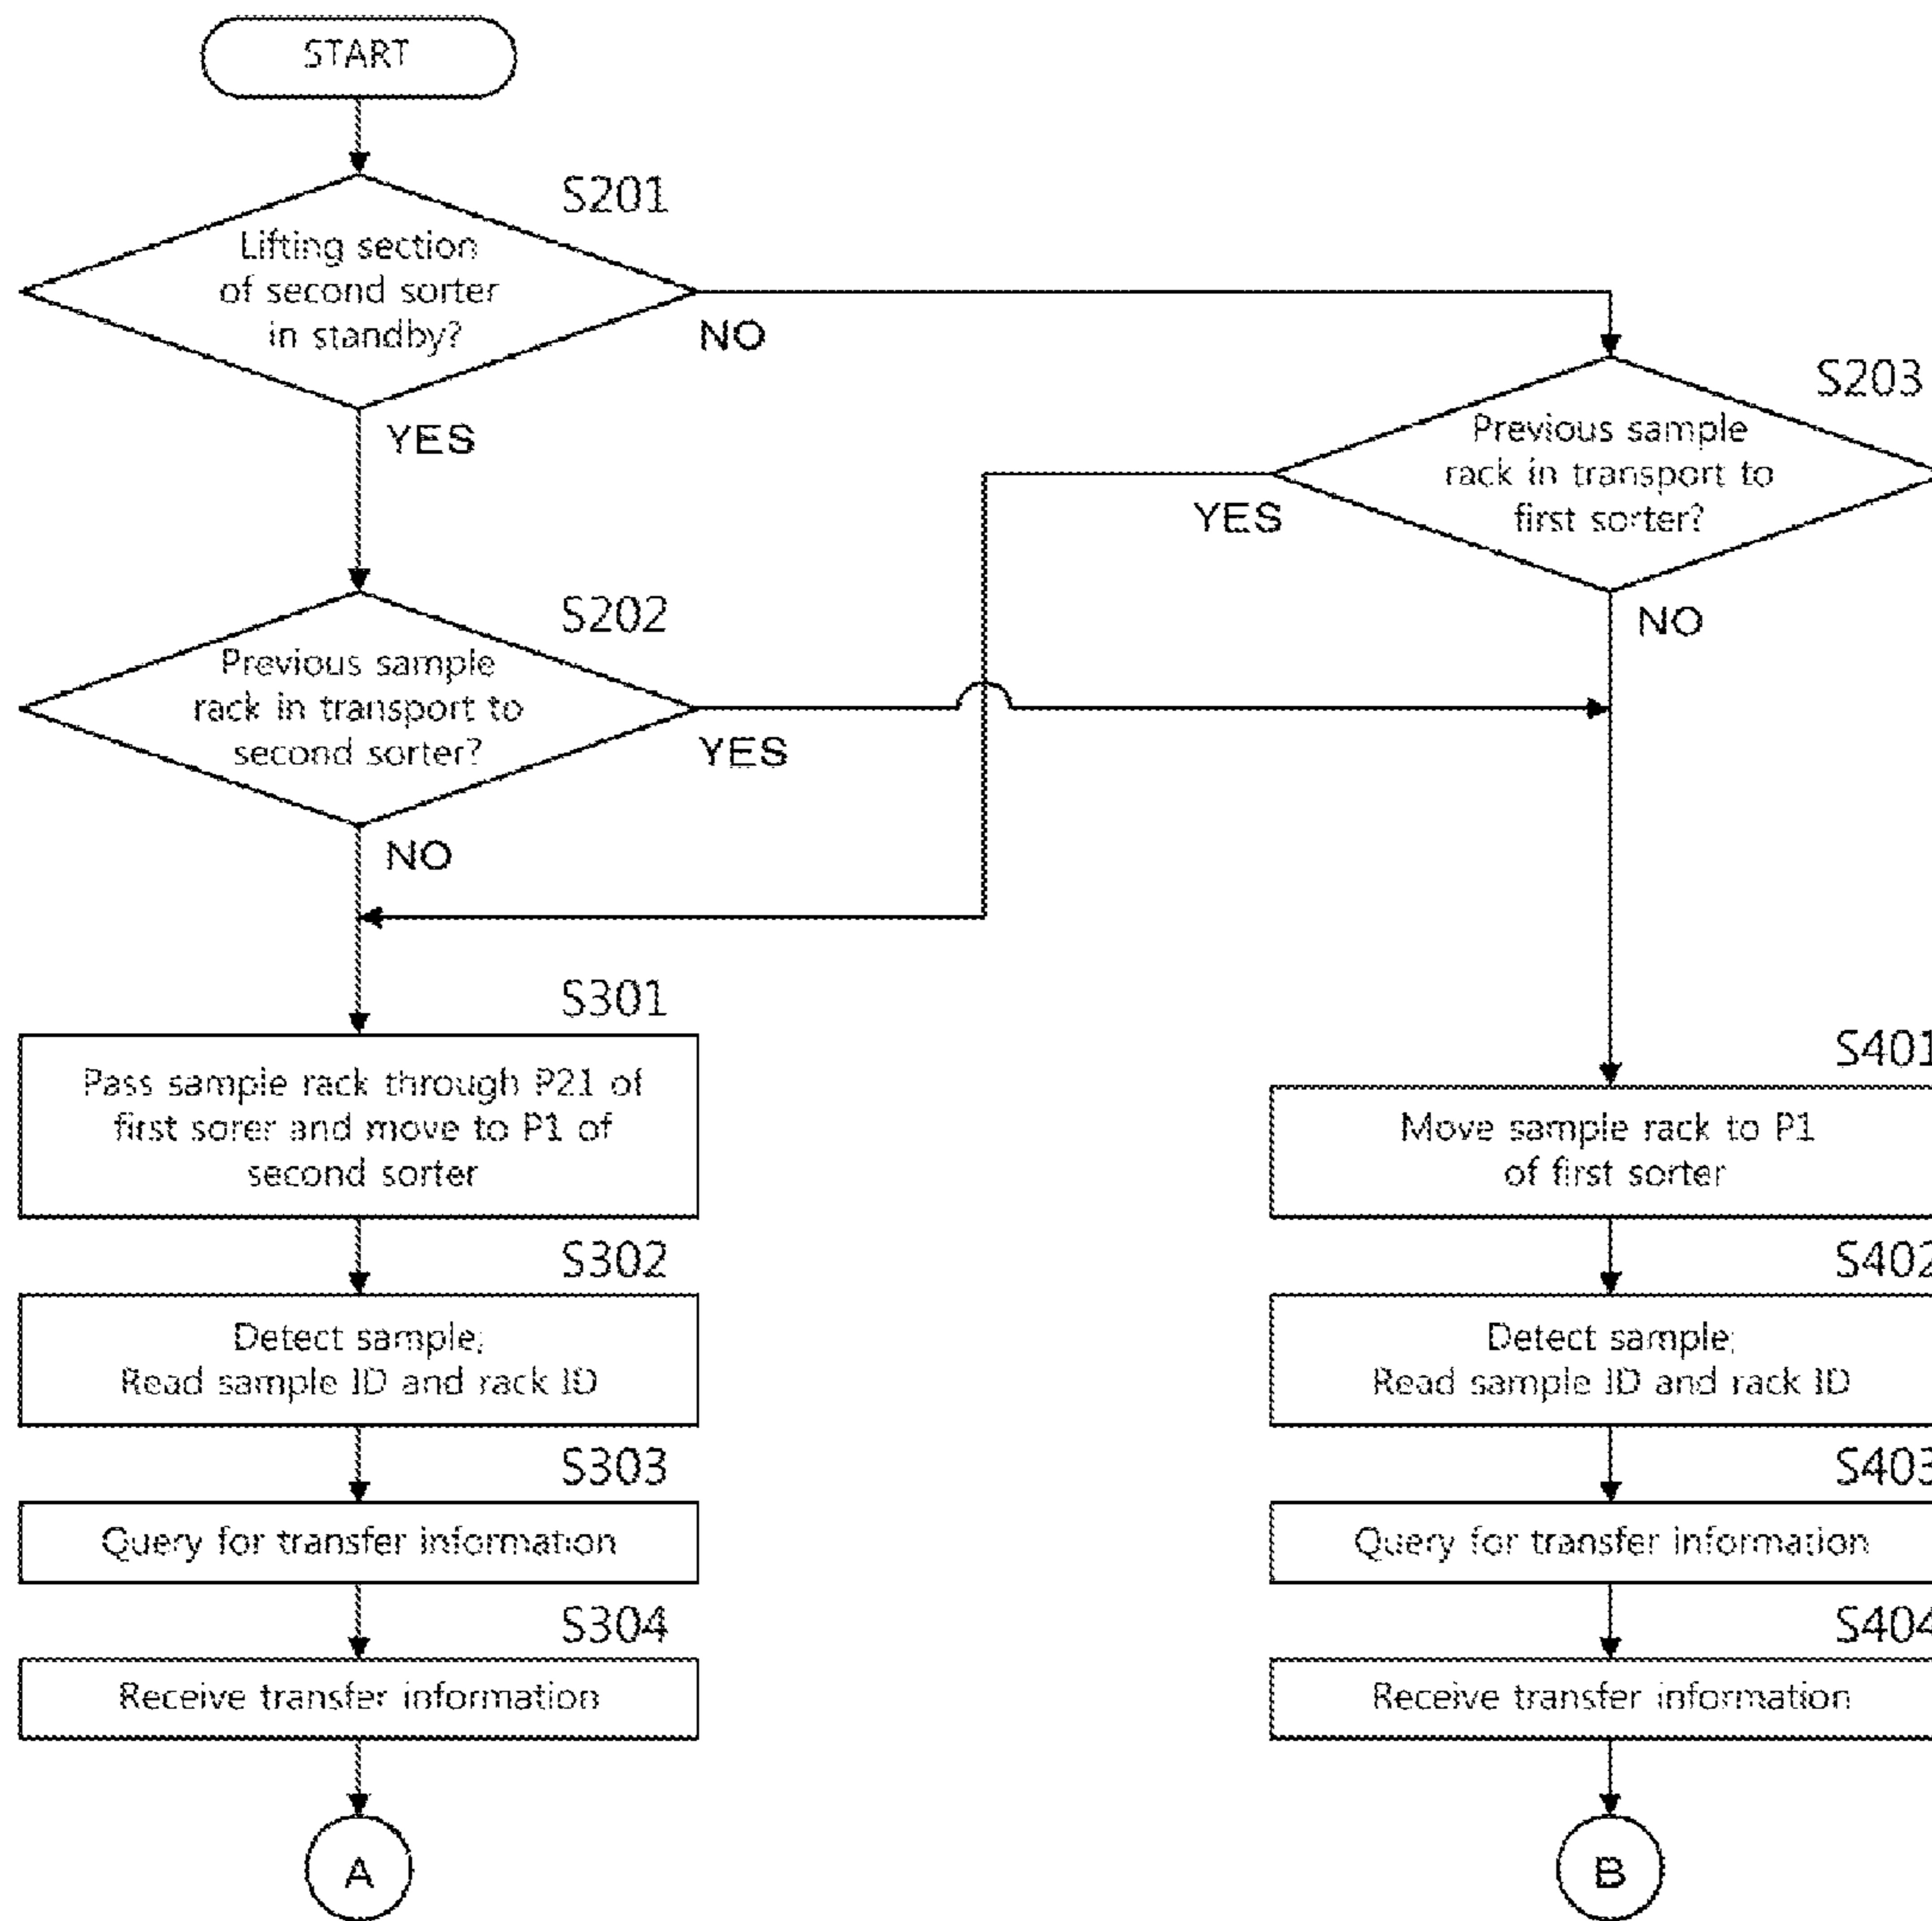 START
S201
Lifting section
of second sorter
in standby?
NO
YES
S203
Previous sample
rack in transport to
first sorter?
YES
NO
S202
Previous sample
rack in transport to
second sorter?
YES
NO
S301
Pass sample rack through P21 of
first sorer and move to P1 of
second sorter
S401
Move sample rack to P1
of first sorter
S302
Detect sample;
Read sample ID and rack ID
S402
Detect sample;
Read sample ID and rack ID
S303
Query for transfer information
S403
Query for transfer information
S304
Receive transfer information
S404
Receive transfer information
A
B